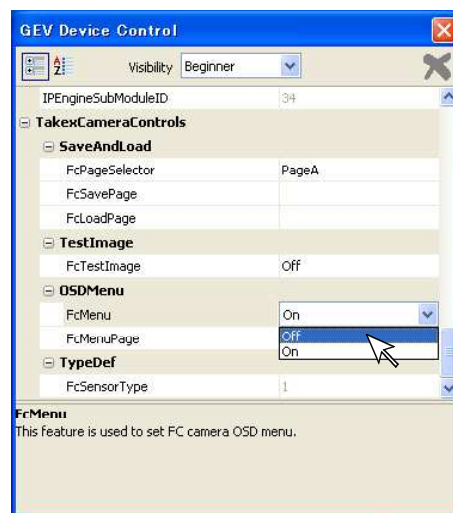 GEV Device Control
Visibility Beginner
IPEngineSubModuleID 34
TakexCameraControls
SaveAndLoad
FcPageSelector PageA
FcSavePage
FcLoadPage
TestImage
FcTestImage Off
OSDMenu
FcMenu On
FcMenuPage Off
On
TypeDef
FcSensorType 1
FcMenu
This feature is used to set FC camera OSD menu.